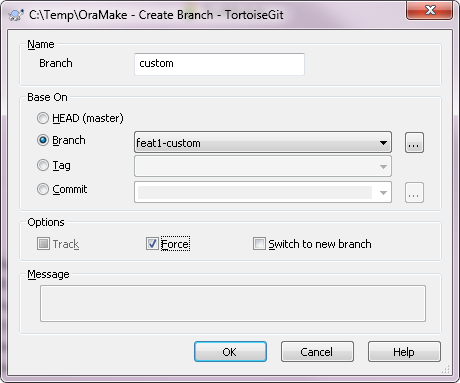 C:\Temp\OraMake - Create Branch - TortoiseGit
Name
Branch custom
Base On
HEAD (master)
Branch feat1-custom ...
Tag
Commit ...
Options
Track Force Switch to new branch
Message
OK Cancel Help